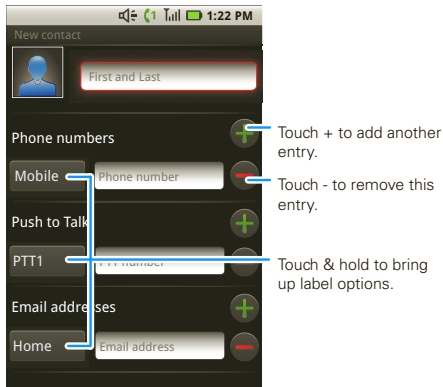 1:22 PM
New contact
First and Last
Phone numbers
Touch + to add another
entry.
Mobile
Phone number
Touch - to remove this
entry.
Push to Talk
PTT1
PTT number
Touch & hold to bring
up label options.
Email addresses
Home
Email address